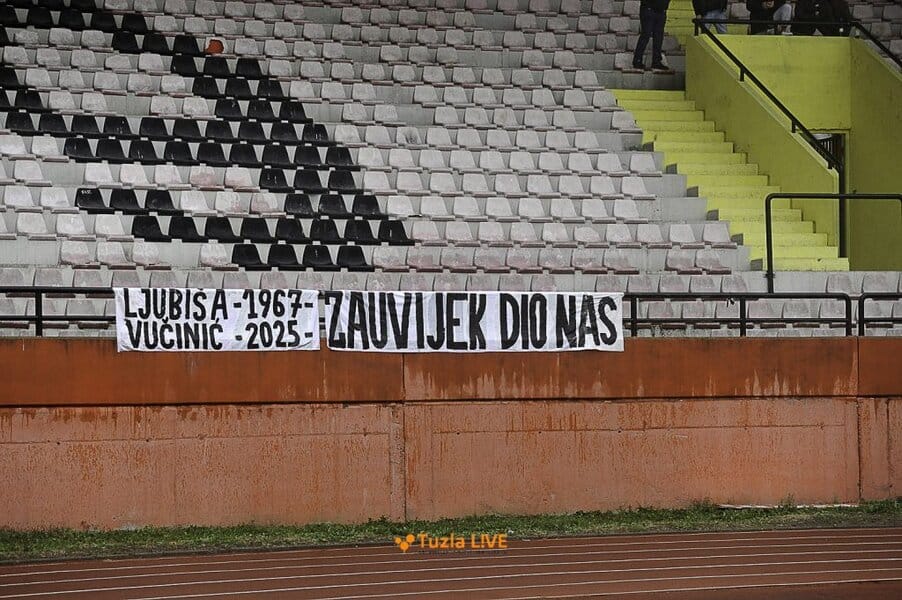 LJUBIŠA -1967-
VUČINIĆ -2025-
ZAUVIJEK DIO NAS
Tuzla LIVE